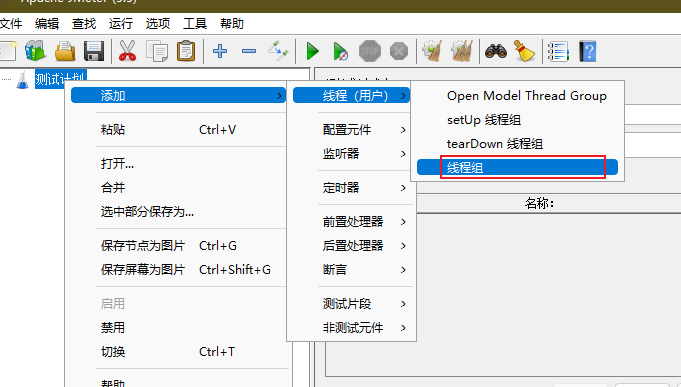 Apache JMeter (5.5)
文件 编辑 查找 运行 选项 工具 帮助
测试计划
添加
粘贴 Ctrl+V
打开...
合并
选中部分保存为...
保存节点为图片 Ctrl+G
保存屏幕为图片 Ctrl+Shift+G
启用
禁用
切换 Ctrl+T
帮助
线程（用户）
配置元件
监听器
定时器
前置处理器
后置处理器
断言
测试片段
非测试元件
Open Model Thread Group
setUp 线程组
tearDown 线程组
线程组
名称: